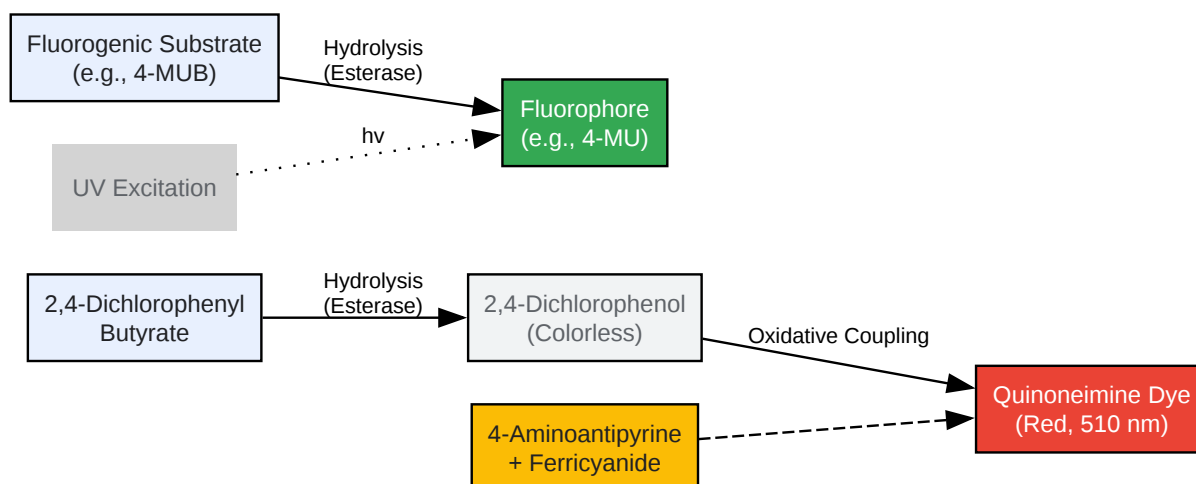 Fluorogenic Substrate
(e.g., 4-MUB)
Hydrolysis
(Esterase)
Fluorophore
(e.g., 4-MU)
hv
UV Excitation
2,4-Dichlorophenyl
Butyrate
Hydrolysis
(Esterase)
2,4-Dichlorophenol
(Colorless)
Oxidative Coupling
Quinoneimine Dye
(Red, 510 nm)
4-Aminoantipyrine
+ Ferricyanide